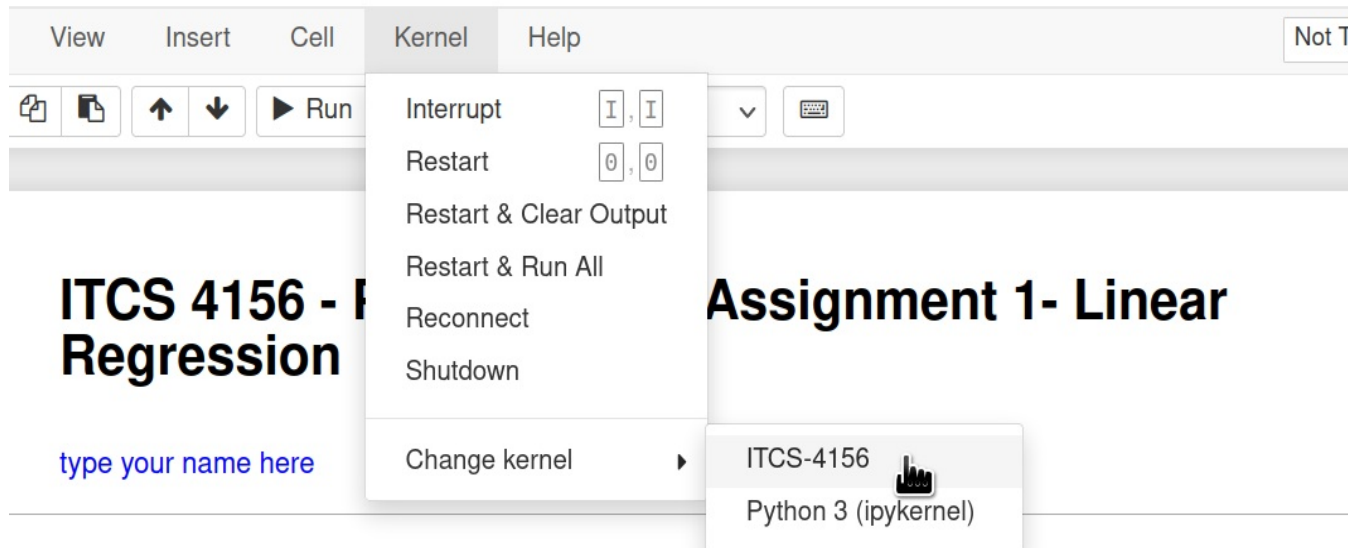 View Insert Cell Kernel Help Not
Run
Interrupt I, I
Restart 0, 0
Restart & Clear Output
Restart & Run All
Reconnect
Shutdown
Change kernel
ITCS-4156
Python 3 (ipykernel)
ITCS 4156 - Assignment 1- Linear
Regression
type your name here